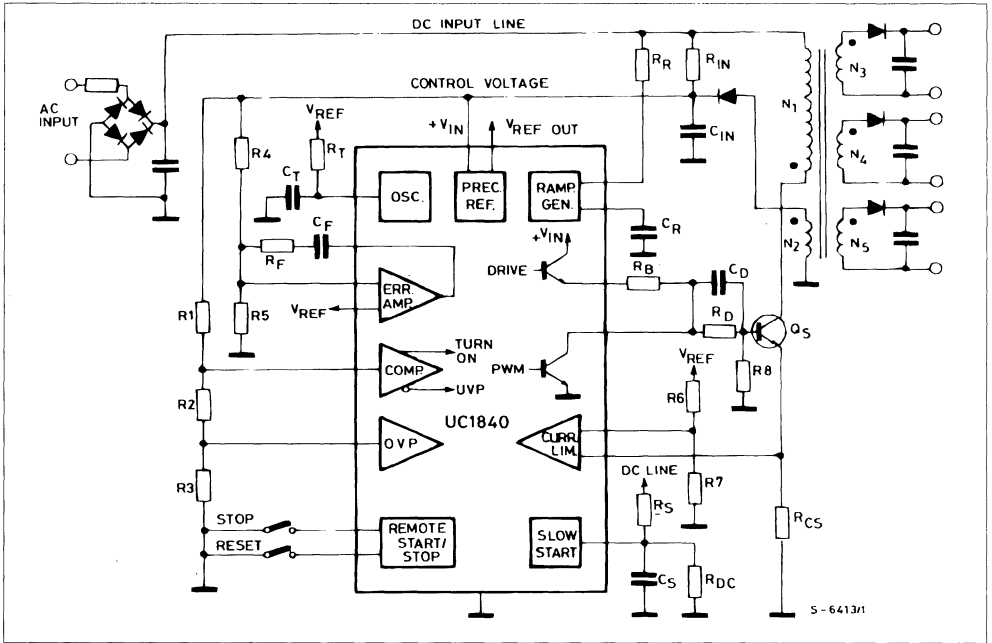 DC INPUT LINE
AC
INPUT
CONTROL VOLTAGE
RR
RIN
CIN
N1
N2
N3
N4
N5
VREF
+VIN
VREF OUT
R4
RT
CT
OSC.
PREC.
REF.
RAMP.
GEN.
CF
RF
CR
+VIN
DRIVE
RB
CD
RD
QS
R8
ERR.
AMP.
VREF
R5
R1
TURN
ON
COMP.
UVP
PWM
VREF
R6
R2
UC1840
OVP
CURR.
LIM.
R7
R3
DC LINE
RS
RCS
STOP
RESET
REMOTE
START/
STOP
SLOW
START
CS
RDC
S-6413/1